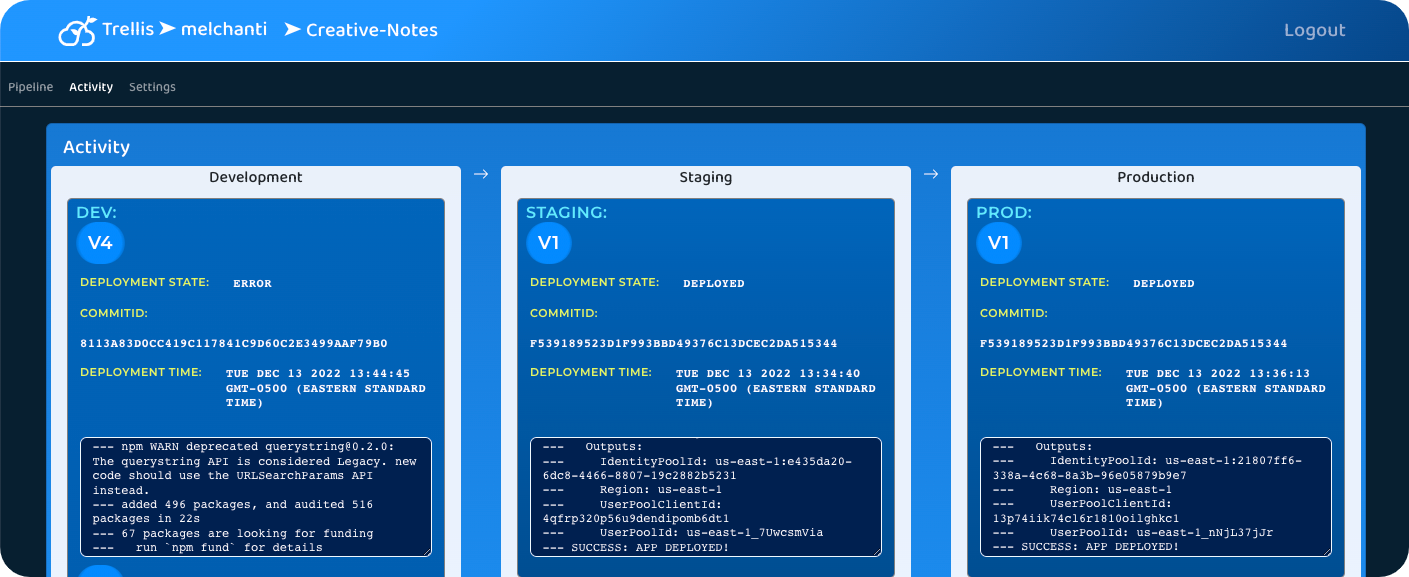 Trellis ➤ melchanti ➤ Creative-Notes
Logout
Pipeline Activity Settings
Activity
Development → Staging → Production
DEV:
V4
DEPLOYMENT STATE: ERROR
COMMITID:
8113A83D0CC419C117841C9D60C2E3499AAF79B0
DEPLOYMENT TIME: TUE DEC 13 2022 13:44:45
GMT-0500 (EASTERN STANDARD
TIME)
--- npm WARN deprecated querystring@0.2.0:
The querystring API is considered Legacy. new
code should use the URLSearchParams API
instead.
--- added 496 packages, and audited 516
packages in 22s
--- 67 packages are looking for funding
---   run `npm fund` for details
STAGING:
V1
DEPLOYMENT STATE: DEPLOYED
COMMITID:
F539189523D1F993BBD49376C13DCEC2DA515344
DEPLOYMENT TIME: TUE DEC 13 2022 13:34:40
GMT-0500 (EASTERN STANDARD
TIME)
---   Outputs:
---     IdentityPoolId: us-east-1:e435da20-
6dc8-4466-8807-19c2882b5231
---     Region: us-east-1
---     UserPoolClientId:
4qfrp320p56u9dendipomb6dt1
---     UserPoolId: us-east-1_7UwcsmVia
--- SUCCESS: APP DEPLOYED!
PROD:
V1
DEPLOYMENT STATE: DEPLOYED
COMMITID:
F539189523D1F993BBD49376C13DCEC2DA515344
DEPLOYMENT TIME: TUE DEC 13 2022 13:36:13
GMT-0500 (EASTERN STANDARD
TIME)
---   Outputs:
---     IdentityPoolId: us-east-1:21807ff6-
338a-4c68-8a3b-96e05879b9e7
---     Region: us-east-1
---     UserPoolClientId:
13p74iik74cl6r1810oilghkc1
---     UserPoolId: us-east-1_nNjL37jJr
--- SUCCESS: APP DEPLOYED!